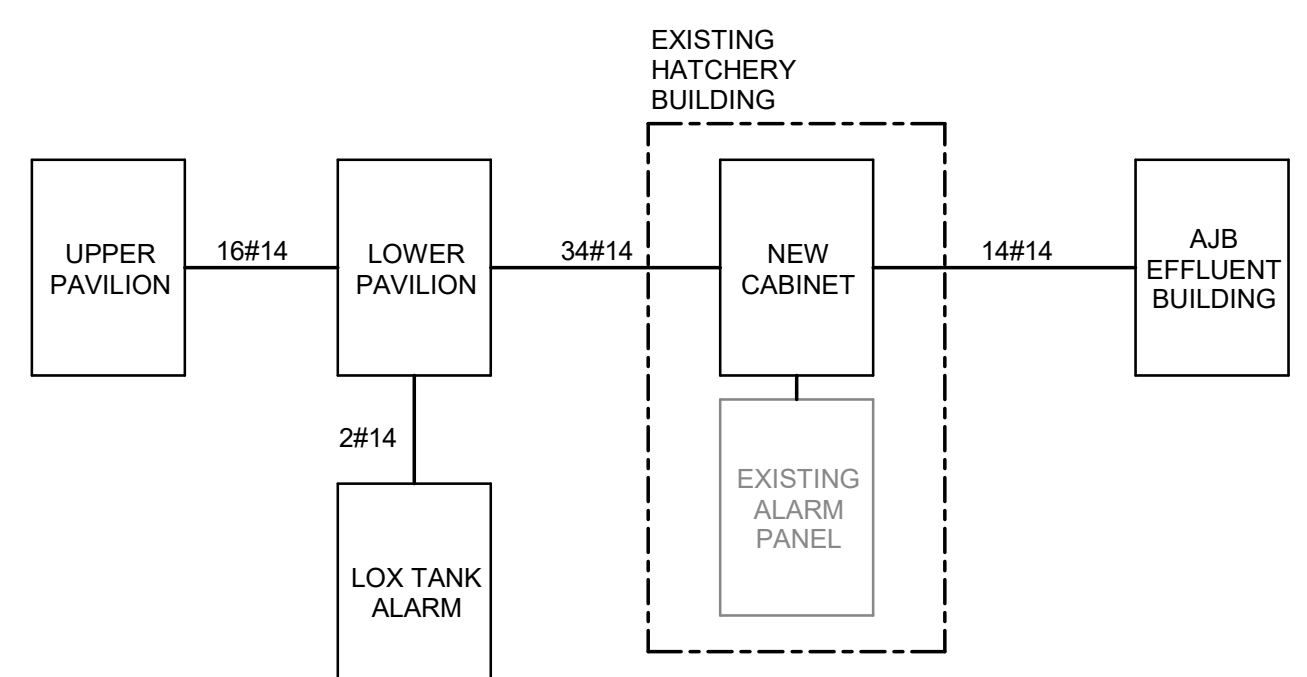 EXISTING
HATCHERY
BUILDING
UPPER
PAVILION
16#14
LOWER
PAVILION
34#14
NEW
CABINET
14#14
AJB
EFFLUENT
BUILDING
2#14
LOX TANK
ALARM
EXISTING
ALARM
PANEL